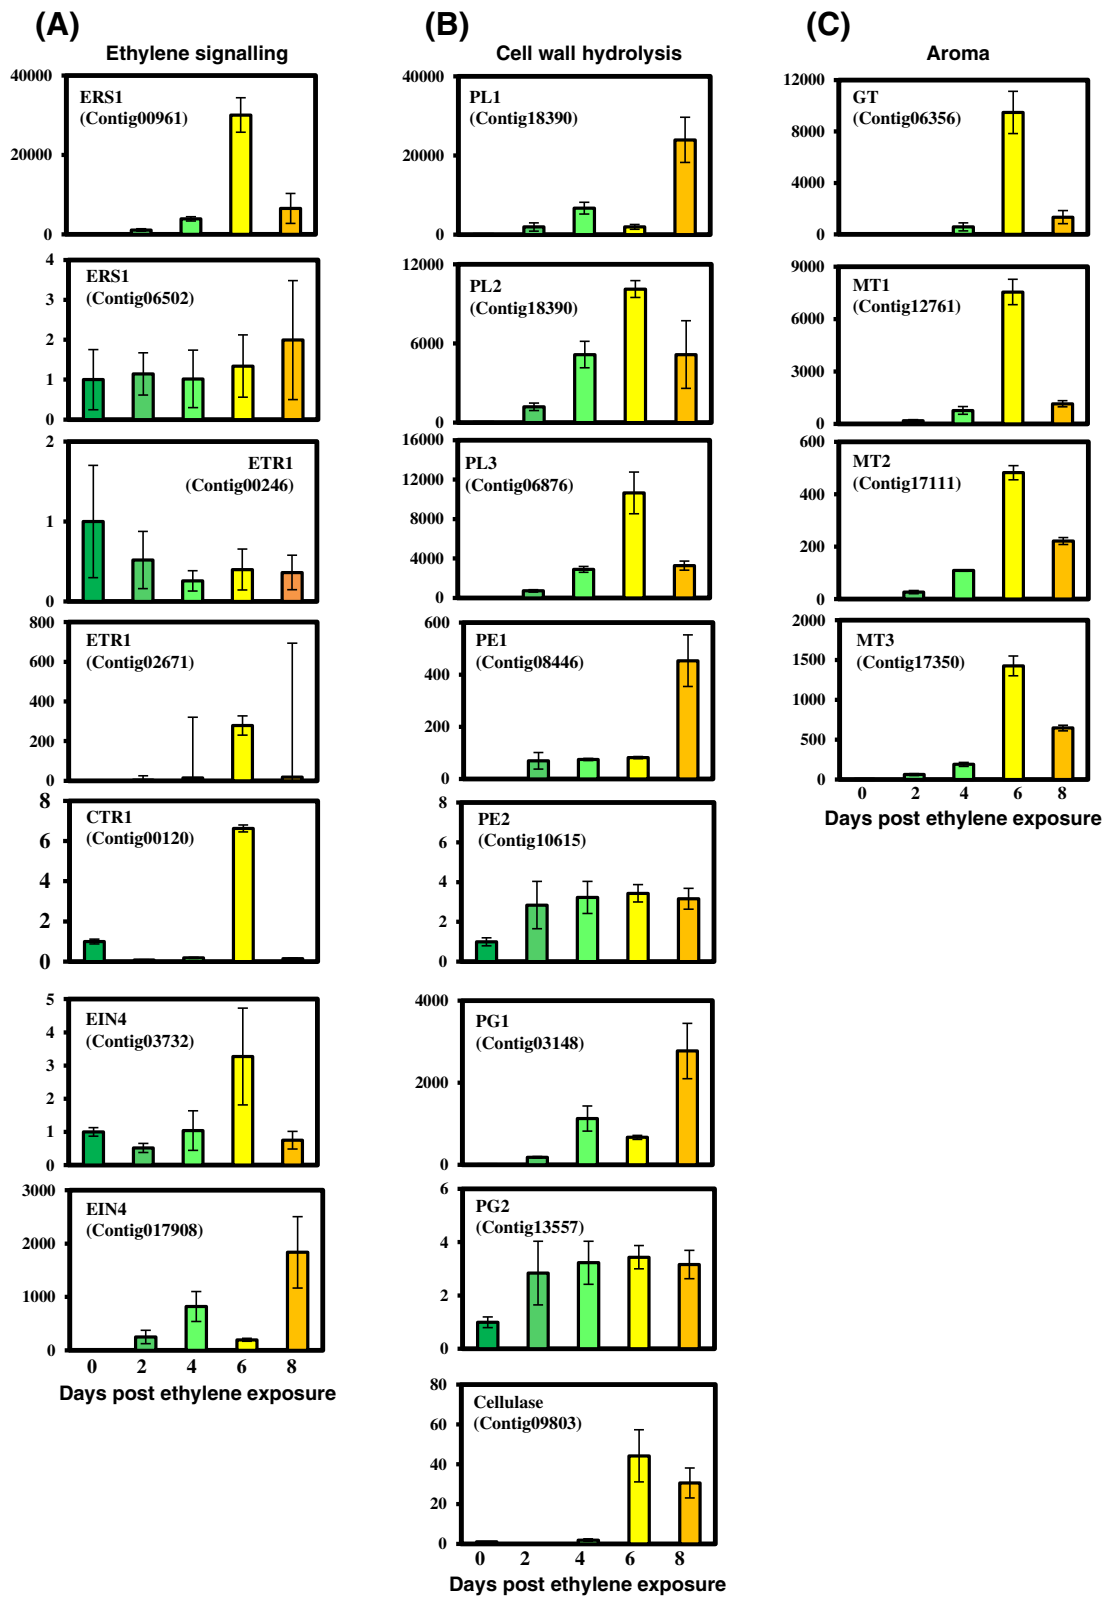 (A)
Ethylene signalling
40000
20000
0
ERS1
(Contig00961)
4
3
2
1
0
ERS1
(Contig06502)
2
1
0
ETR1
(Contig00246)
800
600
400
200
0
ETR1
(Contig02671)
8
6
4
2
0
CTR1
(Contig00120)
5
4
3
2
1
0
EIN4
(Contig03732)
3000
2000
1000
0
EIN4
(Contig017908)
0 2 4 6 8
Days post ethylene exposure
(B)
Cell wall hydrolysis
40000
20000
0
PL1
(Contig18390)
12000
6000
0
PL2
(Contig18390)
16000
12000
8000
4000
0
PL3
(Contig06876)
600
400
200
0
PE1
(Contig08446)
8
6
4
2
0
PE2
(Contig10615)
4000
2000
0
PG1
(Contig03148)
6
4
2
0
PG2
(Contig13557)
80
60
40
20
0
Cellulase
(Contig09803)
0 2 4 6 8
Days post ethylene exposure
(C)
Aroma
12000
8000
4000
0
GT
(Contig06356)
9000
6000
3000
0
MT1
(Contig12761)
600
400
200
0
MT2
(Contig17111)
2000
1500
1000
500
0
MT3
(Contig17350)
0 2 4 6 8
Days post ethylene exposure